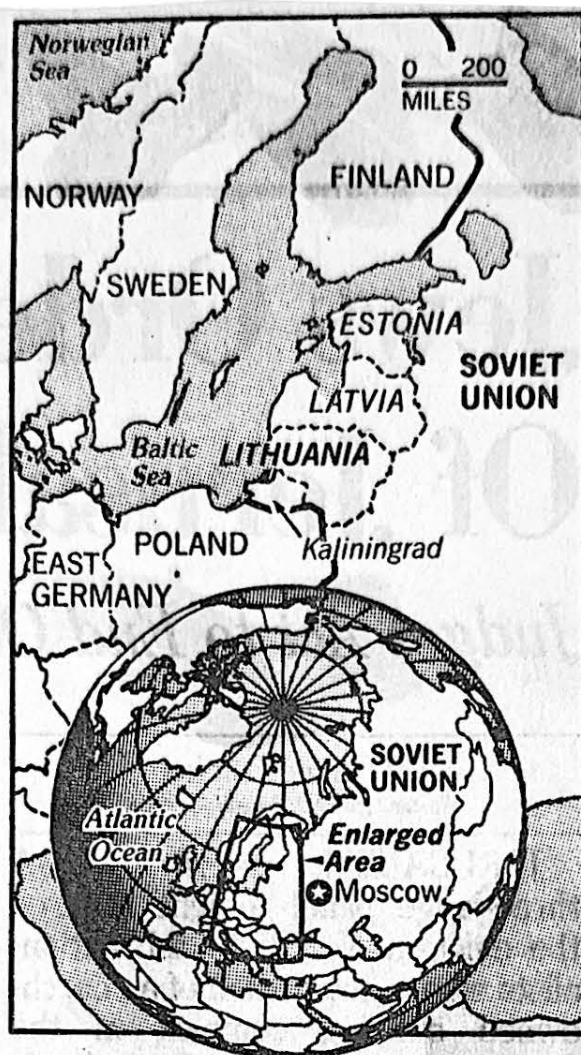 Norwegian
Sea
0 200
MILES
FINLAND
NORWAY
SWEDEN
ESTONIA
SOVIET
UNION
LATVIA
Baltic
Sea
LITHUANIA
POLAND
Kaliningrad
EAST
GERMANY
SOVIET
UNION
Atlantic
Ocean
Enlarged
Area
Moscow